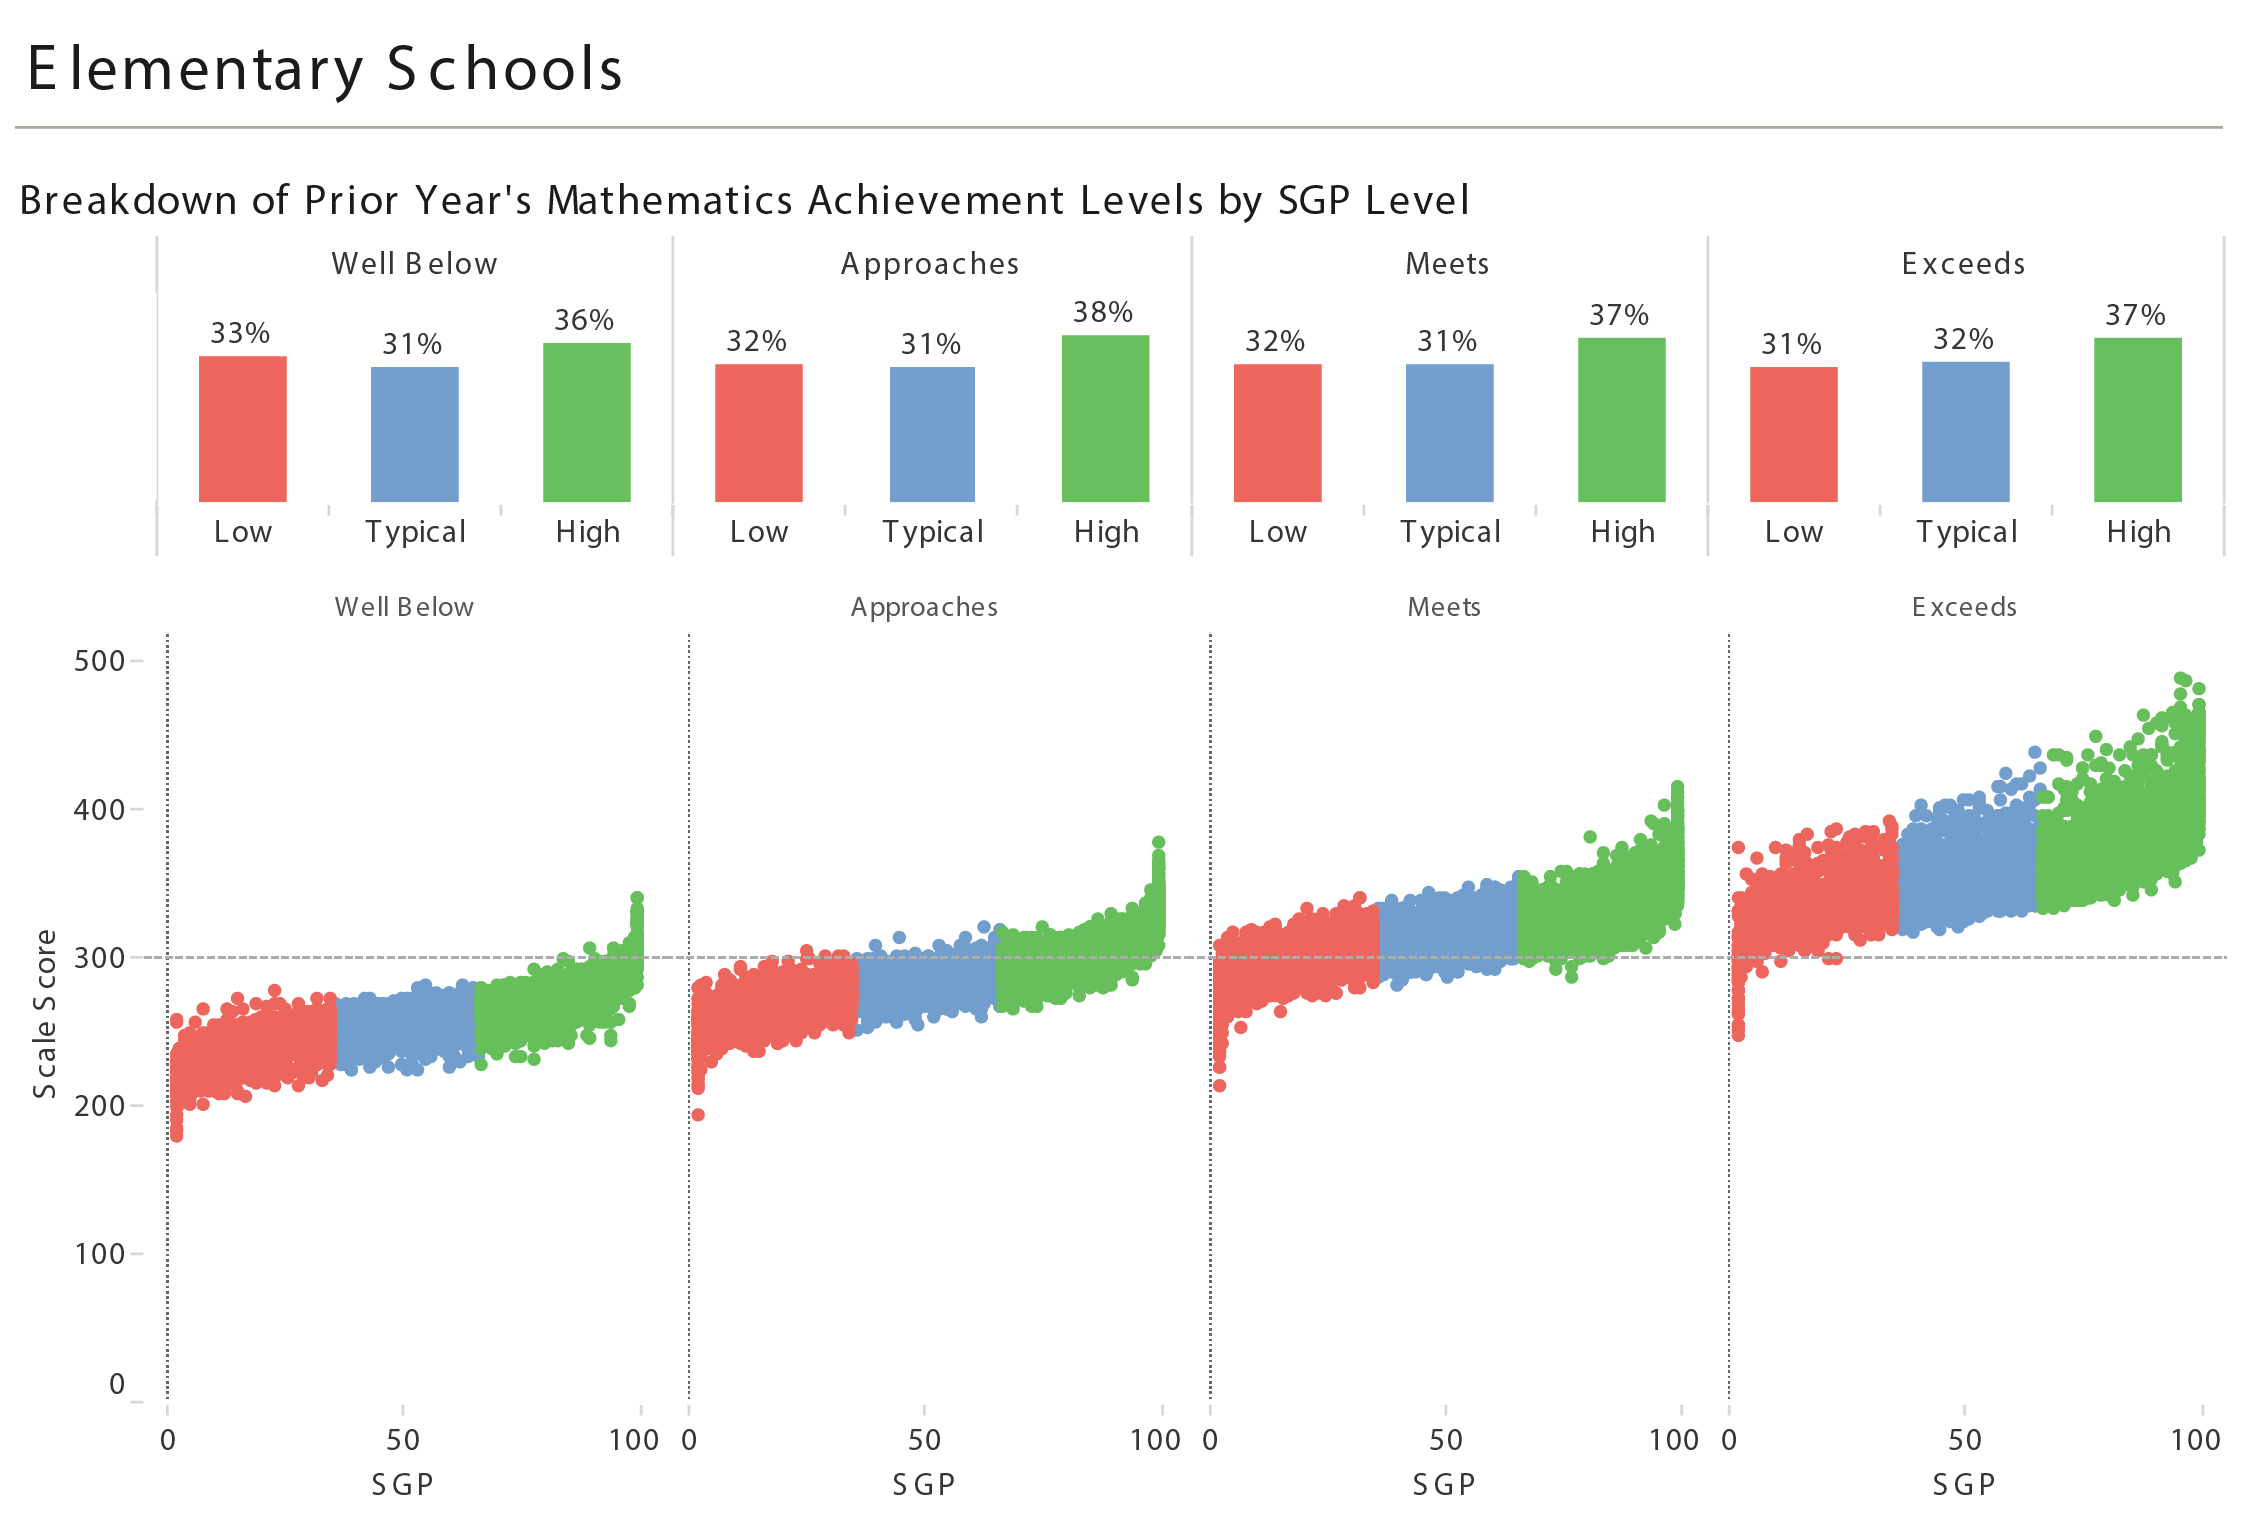 Elementary Schools
Breakdown of Prior Year's Mathematics Achievement Levels by SGP Level
Well Below Approaches Meets Exceeds
33% 31% 36% 32% 31% 38% 32% 31% 37% 31% 32% 37%
Low Typical High Low Typical High Low Typical High Low Typical High
Well Below Approaches Meets Exceeds
Scale Score
500
400
300
200
100
0
0 50 100 0 50 100 0 50 100 0 50 100
SGP SGP SGP SGP